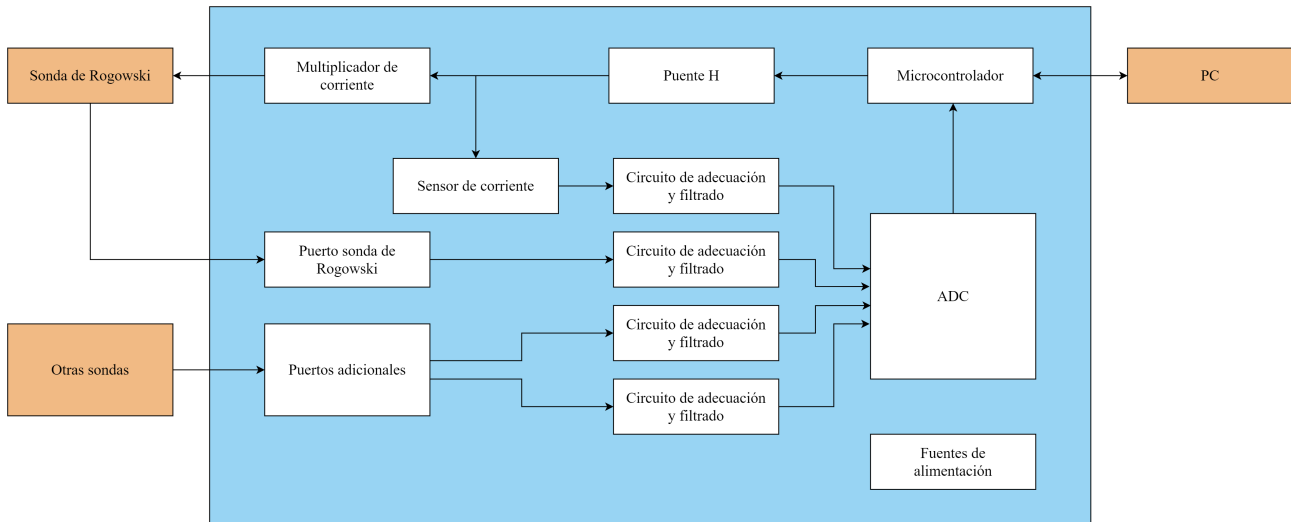 Sonda de Rogowski
Multiplicador de
corriente
Puente H
Microcontrolador
PC
Sensor de corriente
Circuito de adecuación
y filtrado
Puerto sonda de
Rogowski
Circuito de adecuación
y filtrado
ADC
Otras sondas
Puertos adicionales
Circuito de adecuación
y filtrado
Circuito de adecuación
y filtrado
Fuentes de
alimentación